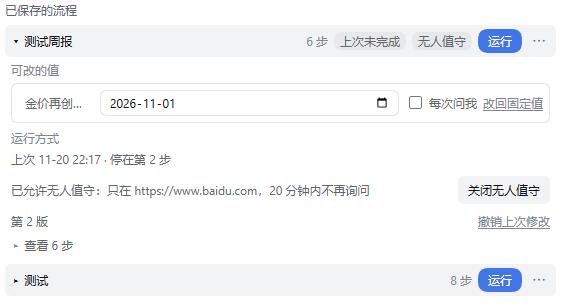 已保存的流程
测试周报 6 步 上次未完成 无人值守 运行 ···
可改的值
金价再创... 2026-11-01 每次问我 改回固定值
运行方式
上次 11-20 22:17 · 停在第 2 步
已允许无人值守：只在 https://www.baidu.com，20 分钟内不再询问 关闭无人值守
第 2 版 撤销上次修改
查看 6 步
测试 8 步 运行 ···